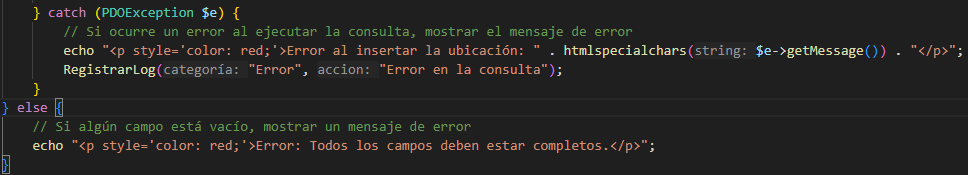 } catch (PDOException $e) {
// Si ocurre un error al ejecutar la consulta, mostrar el mensaje de error
echo "<p style='color: red;'>Error al insertar la ubicación: " . htmlspecialchars(string: $e->getMessage()) . "</p>";
RegistrarLog(categoría: "Error", accion: "Error en la consulta");
}
} else {
// Si algún campo está vacío, mostrar un mensaje de error
echo "<p style='color: red;'>Error: Todos los campos deben estar completos.</p>";
}